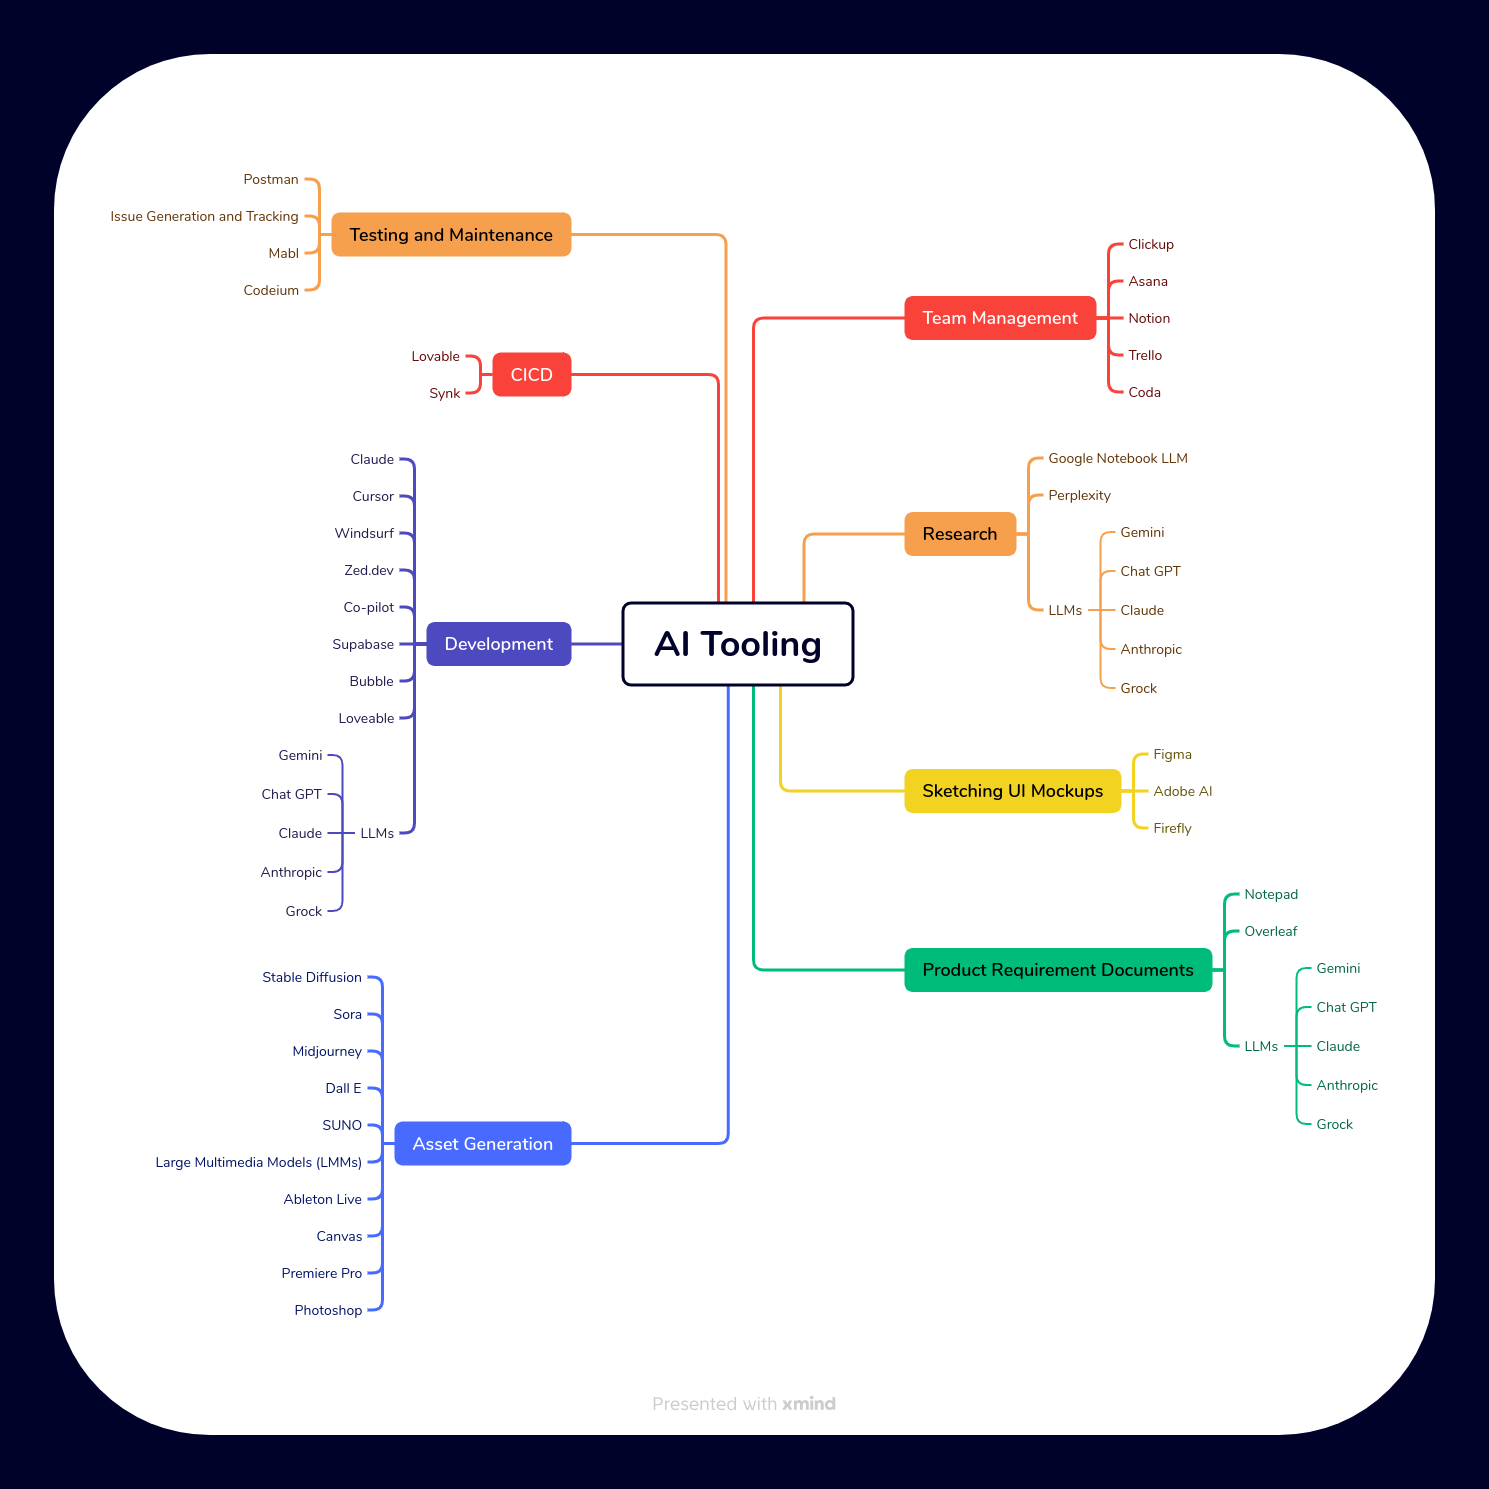 AI Tooling
Team Management
Clickup
Asana
Notion
Trello
Coda
Research
Google Notebook LLM
Perplexity
LLMs
Gemini
Chat GPT
Claude
Anthropic
Grock
Sketching UI Mockups
Figma
Adobe AI
Firefly
Product Requirement Documents
Notepad
Overleaf
LLMs
Gemini
Chat GPT
Claude
Anthropic
Grock
Testing and Maintenance
Postman
Issue Generation and Tracking
Mabl
Codeium
CICD
Lovable
Synk
Development
Claude
Cursor
Windsurf
Zed.dev
Co-pilot
Supabase
Bubble
Loveable
LLMs
Gemini
Chat GPT
Claude
Anthropic
Grock
Asset Generation
Stable Diffusion
Sora
Midjourney
Dall E
SUNO
Large Multimedia Models (LMMs)
Ableton Live
Canvas
Premiere Pro
Photoshop
Presented with xmind